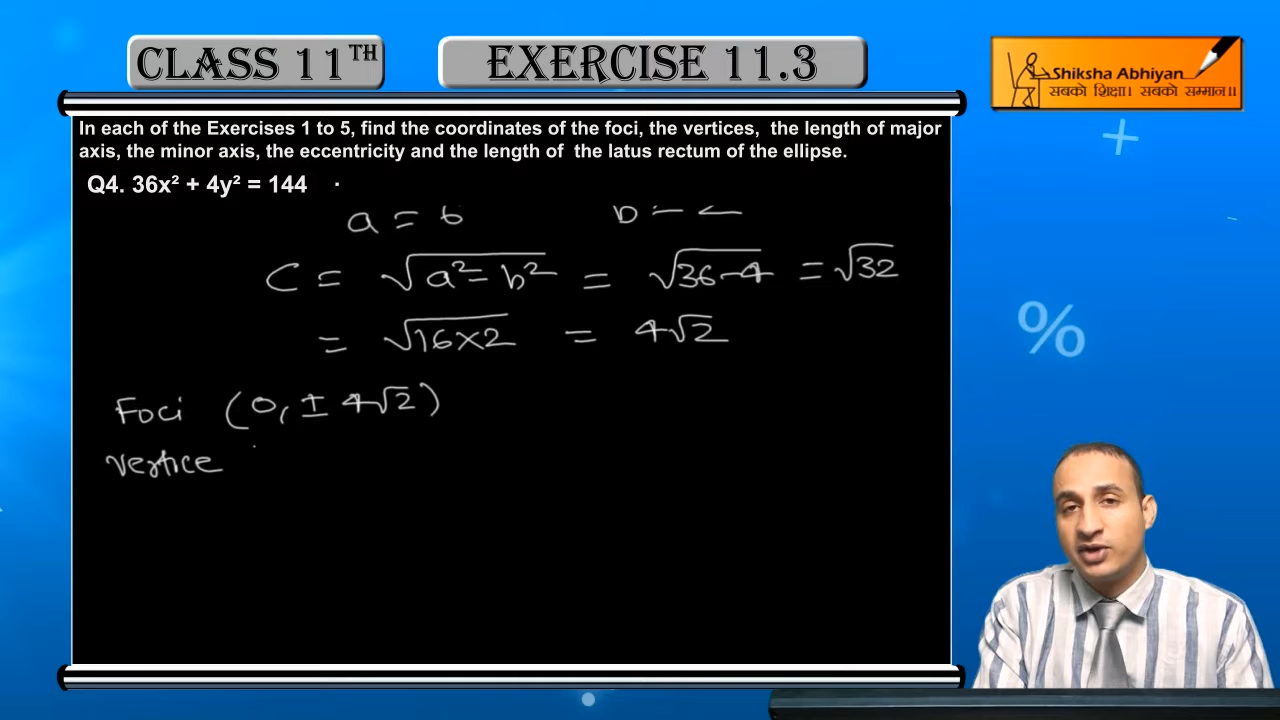 CLASS 11TH
EXERCISE 11.3
Shiksha Abhiyan
सबको शिक्षा। सबको सम्मान॥
In each of the Exercises 1 to 5, find the coordinates of the foci, the vertices, the length of major
axis, the minor axis, the eccentricity and the length of the latus rectum of the ellipse.
Q4. 36x² + 4y² = 144
a = 6
C = √(a² - b²) = √(36-4) = √32
= √(16×2) = 4√2
Foci (0, ± 4√2)
vertice
+
%